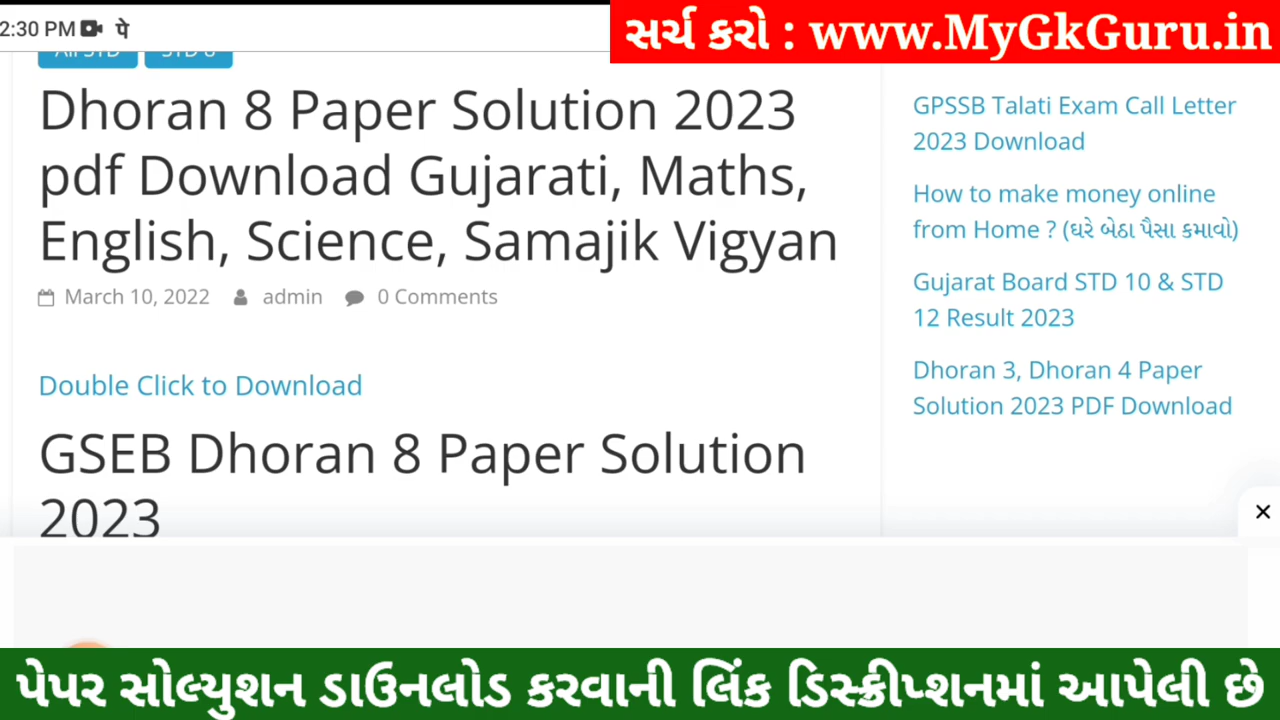 2:30 PM पे
સર્ચ કરો : www.MyGkGuru.in
All STD STD 8
Dhoran 8 Paper Solution 2023
pdf Download Gujarati, Maths,
English, Science, Samajik Vigyan
March 10, 2022 admin 0 Comments
Double Click to Download
GSEB Dhoran 8 Paper Solution
2023
GPSSB Talati Exam Call Letter
2023 Download
How to make money online
from Home ? (ઘરે બેઠા પૈસા કમાવો)
Gujarat Board STD 10 & STD
12 Result 2023
Dhoran 3, Dhoran 4 Paper
Solution 2023 PDF Download
પેપર સોલ્યુશન ડાઉનલોડ કરવાની લિંક ડિસ્ક્રીપ્શનમાં આપેલી છે